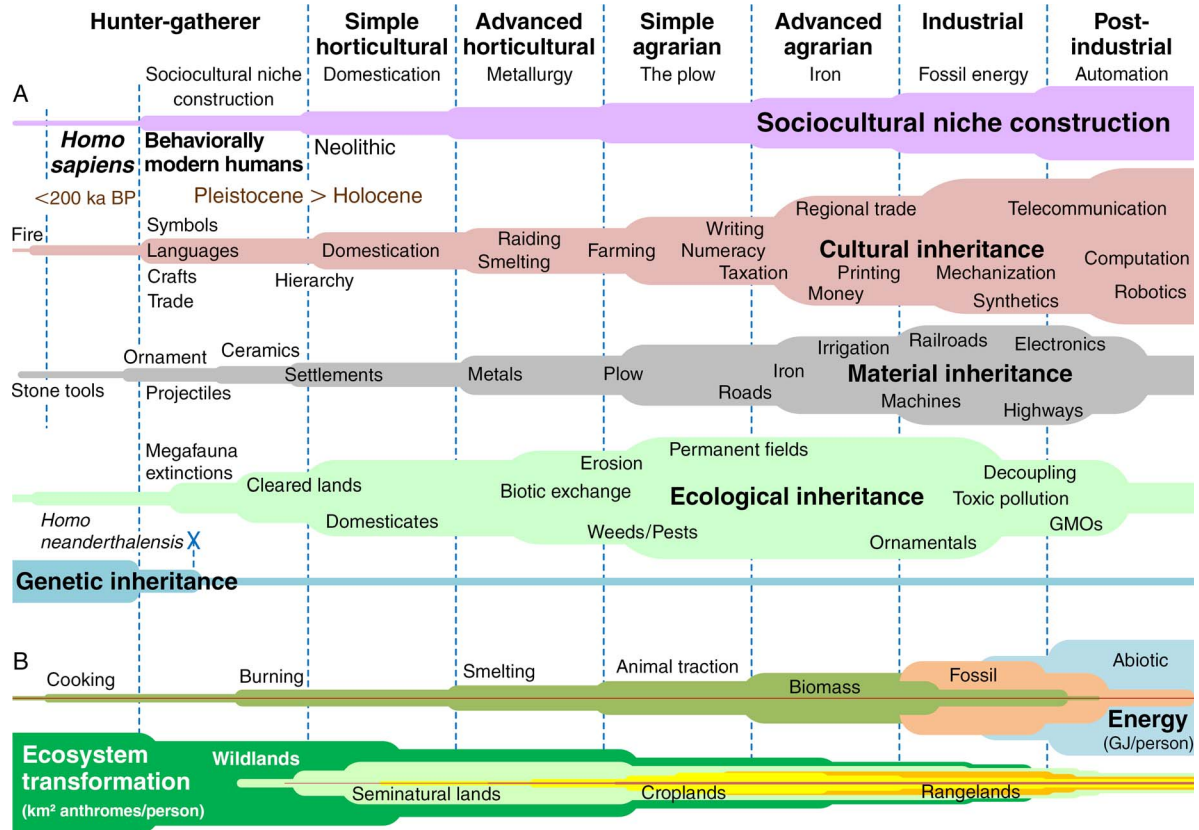 Hunter-gatherer
Simple
horticultural
Advanced
horticultural
Simple
agrarian
Advanced
agrarian
Industrial
Post-
industrial
Sociocultural niche
construction
Domestication
Metallurgy
The plow
Iron
Fossil energy
Automation
A
Homo
sapiens
Behaviorally
modern humans
Neolithic
Sociocultural niche construction
<200 ka BP
Pleistocene > Holocene
Fire
Symbols
Languages
Crafts
Trade
Hierarchy
Domestication
Raiding
Smelting
Farming
Writing
Numeracy
Taxation
Regional trade
Cultural inheritance
Printing
Money
Telecommunication
Mechanization
Synthetics
Computation
Robotics
Stone tools
Ornament
Projectiles
Ceramics
Settlements
Metals
Plow
Roads
Iron
Irrigation
Material inheritance
Machines
Railroads
Electronics
Highways
Megafauna
extinctions
Cleared lands
Domesticates
Biotic exchange
Erosion
Weeds/Pests
Permanent fields
Ecological inheritance
Ornamentals
Decoupling
Toxic pollution
GMOs
Homo
neanderthalensis X
Genetic inheritance
B
Cooking
Burning
Smelting
Animal traction
Biomass
Fossil
Abiotic
Energy
(GJ/person)
Ecosystem
transformation
(km² anthromes/person)
Wildlands
Seminatural lands
Croplands
Rangelands